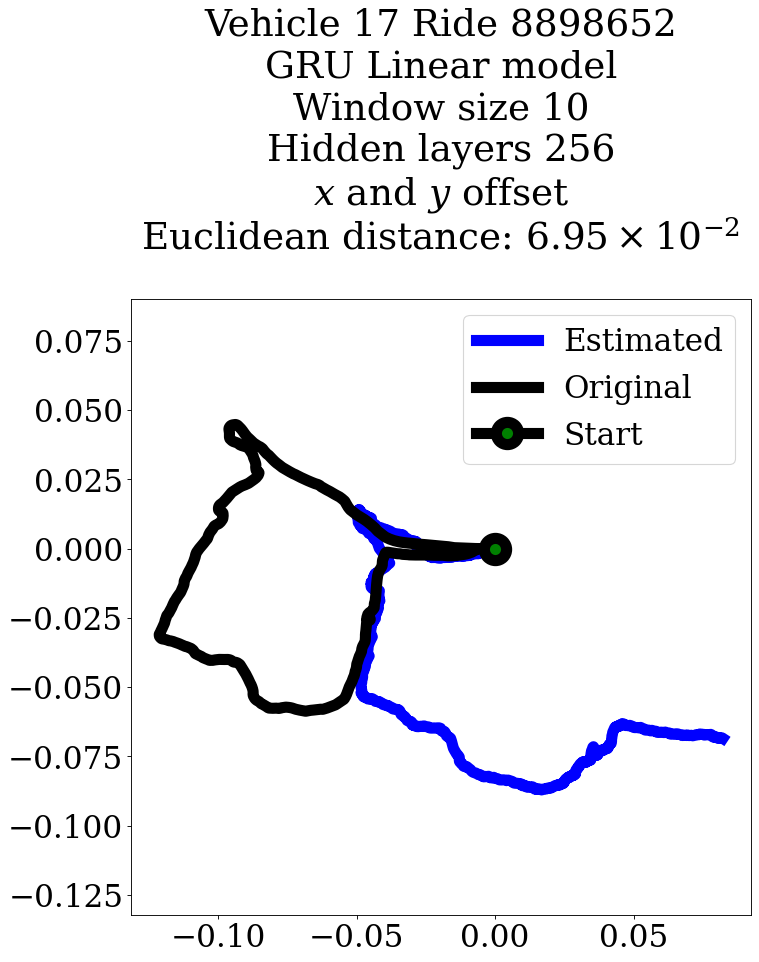 Vehicle 17 Ride 8898652
GRU Linear model
Window size 10
Hidden layers 256
x and y offset
Euclidean distance: 6.95 × 10⁻²
Estimated
Original
Start
0.075
0.050
0.025
0.000
−0.025
−0.050
−0.075
−0.100
−0.125
−0.10 −0.05 0.00 0.05